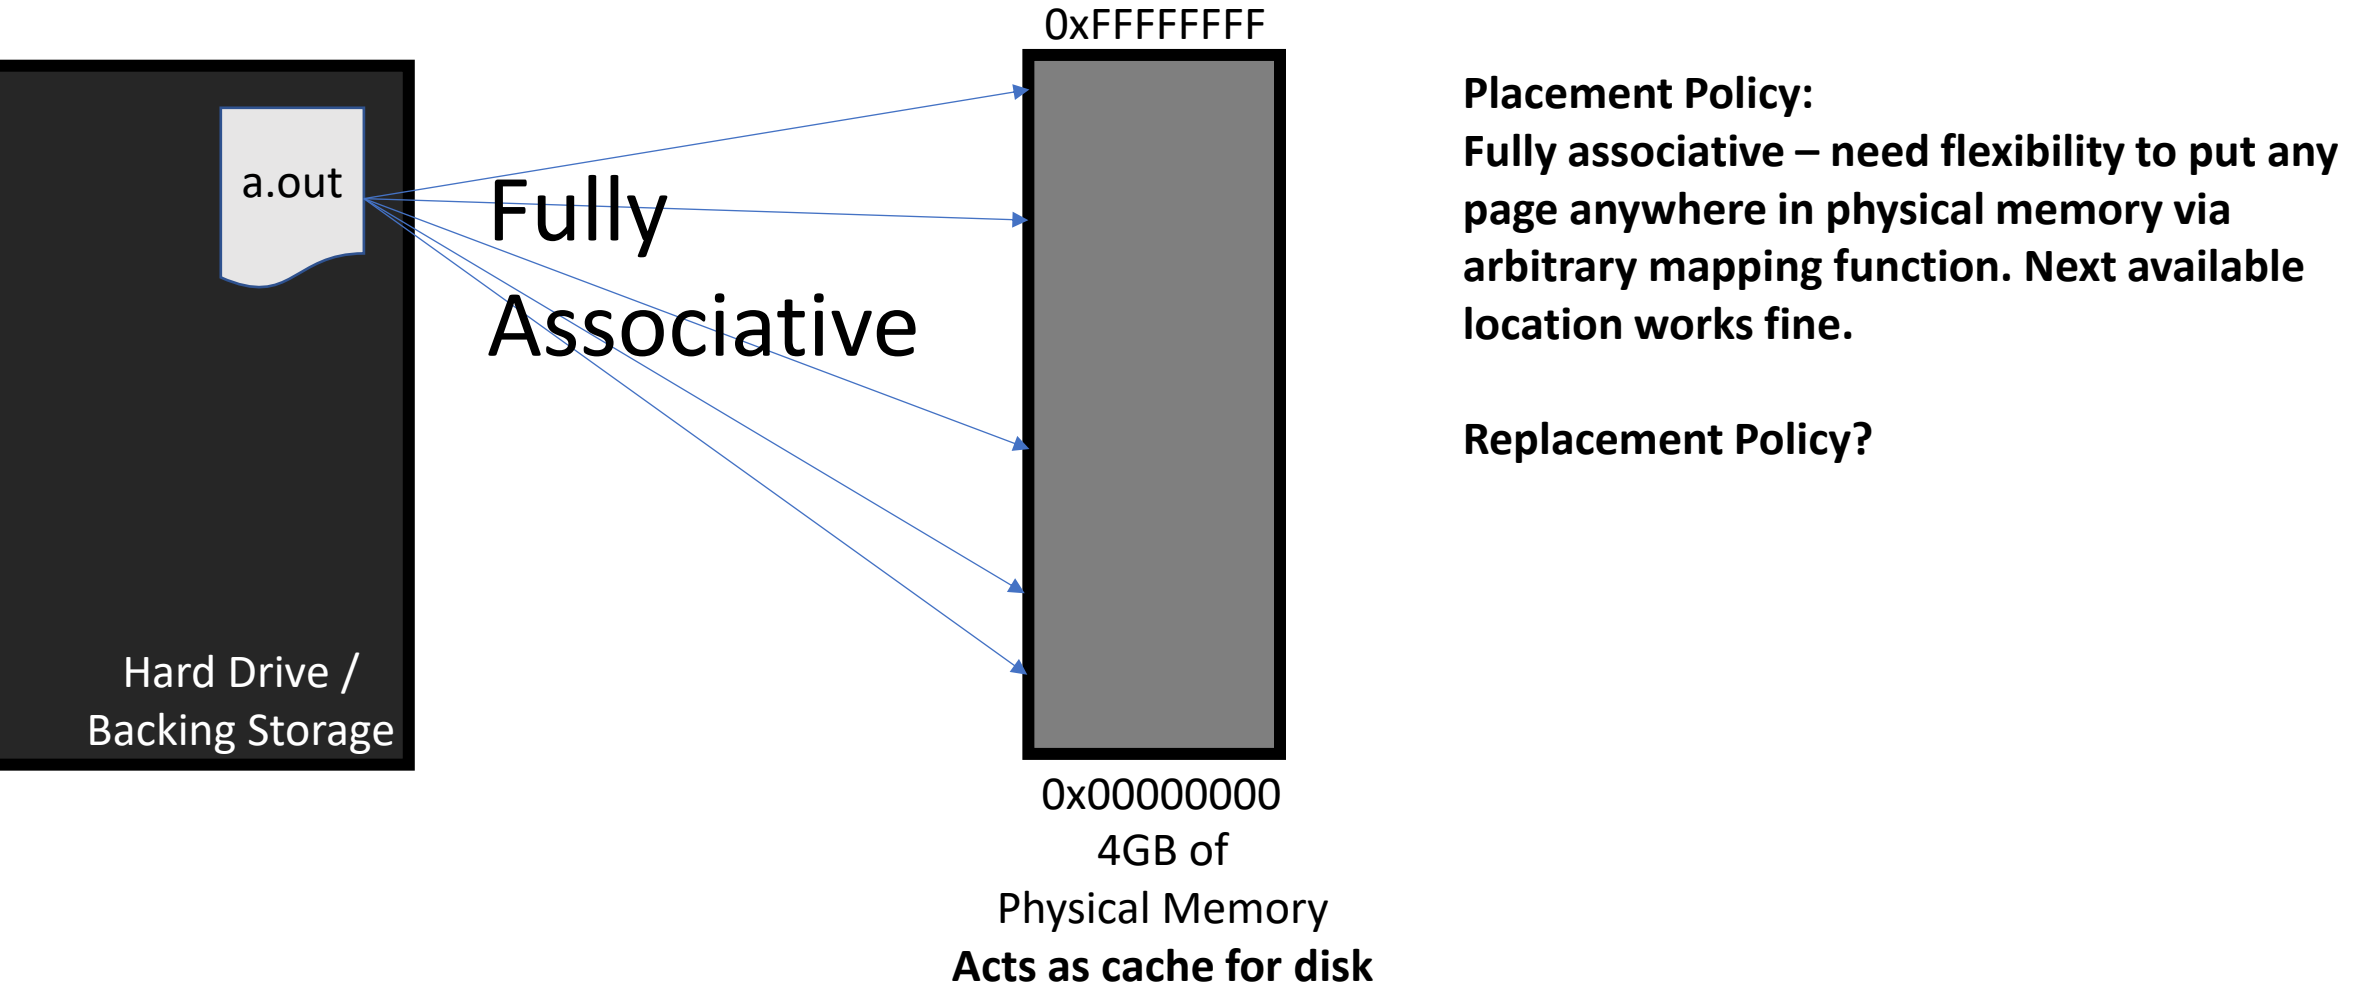 0xFFFFFFFF
a.out
Fully
Associative
Hard Drive /
Backing Storage
0x00000000
4GB of
Physical Memory
Acts as cache for disk
Placement Policy:
Fully associative – need flexibility to put any
page anywhere in physical memory via
arbitrary mapping function. Next available
location works fine.
Replacement Policy?